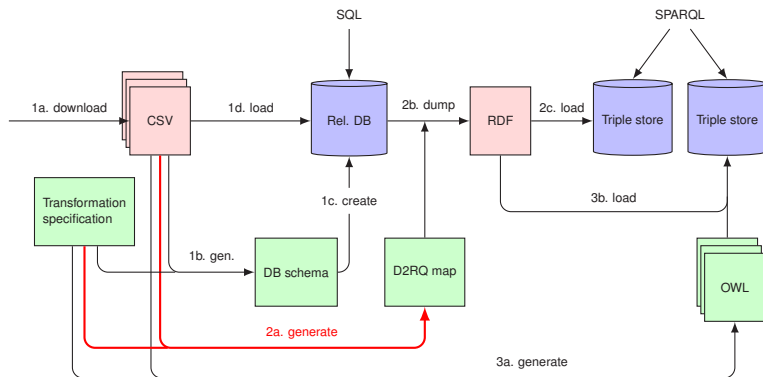 SQL
SPARQL
1a. download
CSV
1d. load
Rel. DB
2b. dump
RDF
2c. load
Triple store
Triple store
Transformation
specification
1c. create
3b. load
1b. gen.
DB schema
D2RQ map
OWL
2a. generate
3a. generate